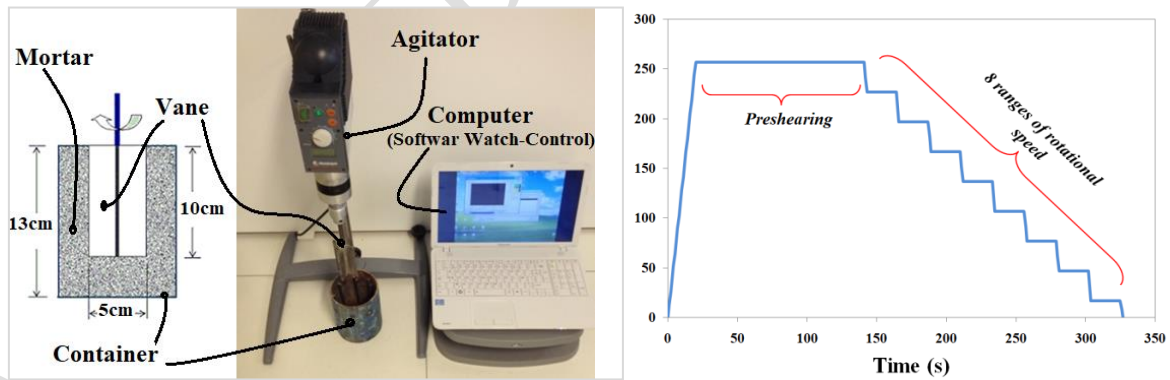 Mortar
Vane
13cm
10cm
5cm
Container
Agitator
Computer
(Softwar Watch-Control)
300
250
200
150
100
50
0
Preshearing
8 ranges of rotational
speed
0
50
100
150
200
250
300
350
Time (s)